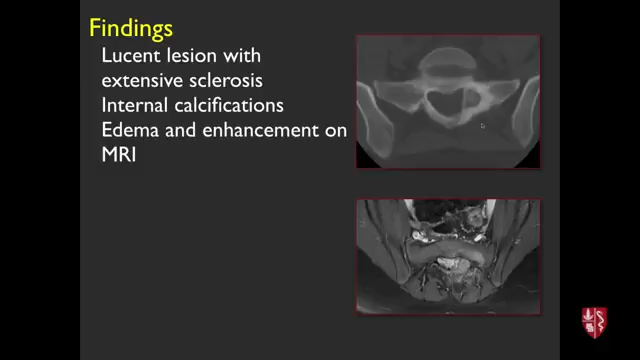 Findings
Lucent lesion with
extensive sclerosis
Internal calcifications
Edema and enhancement on
MRI